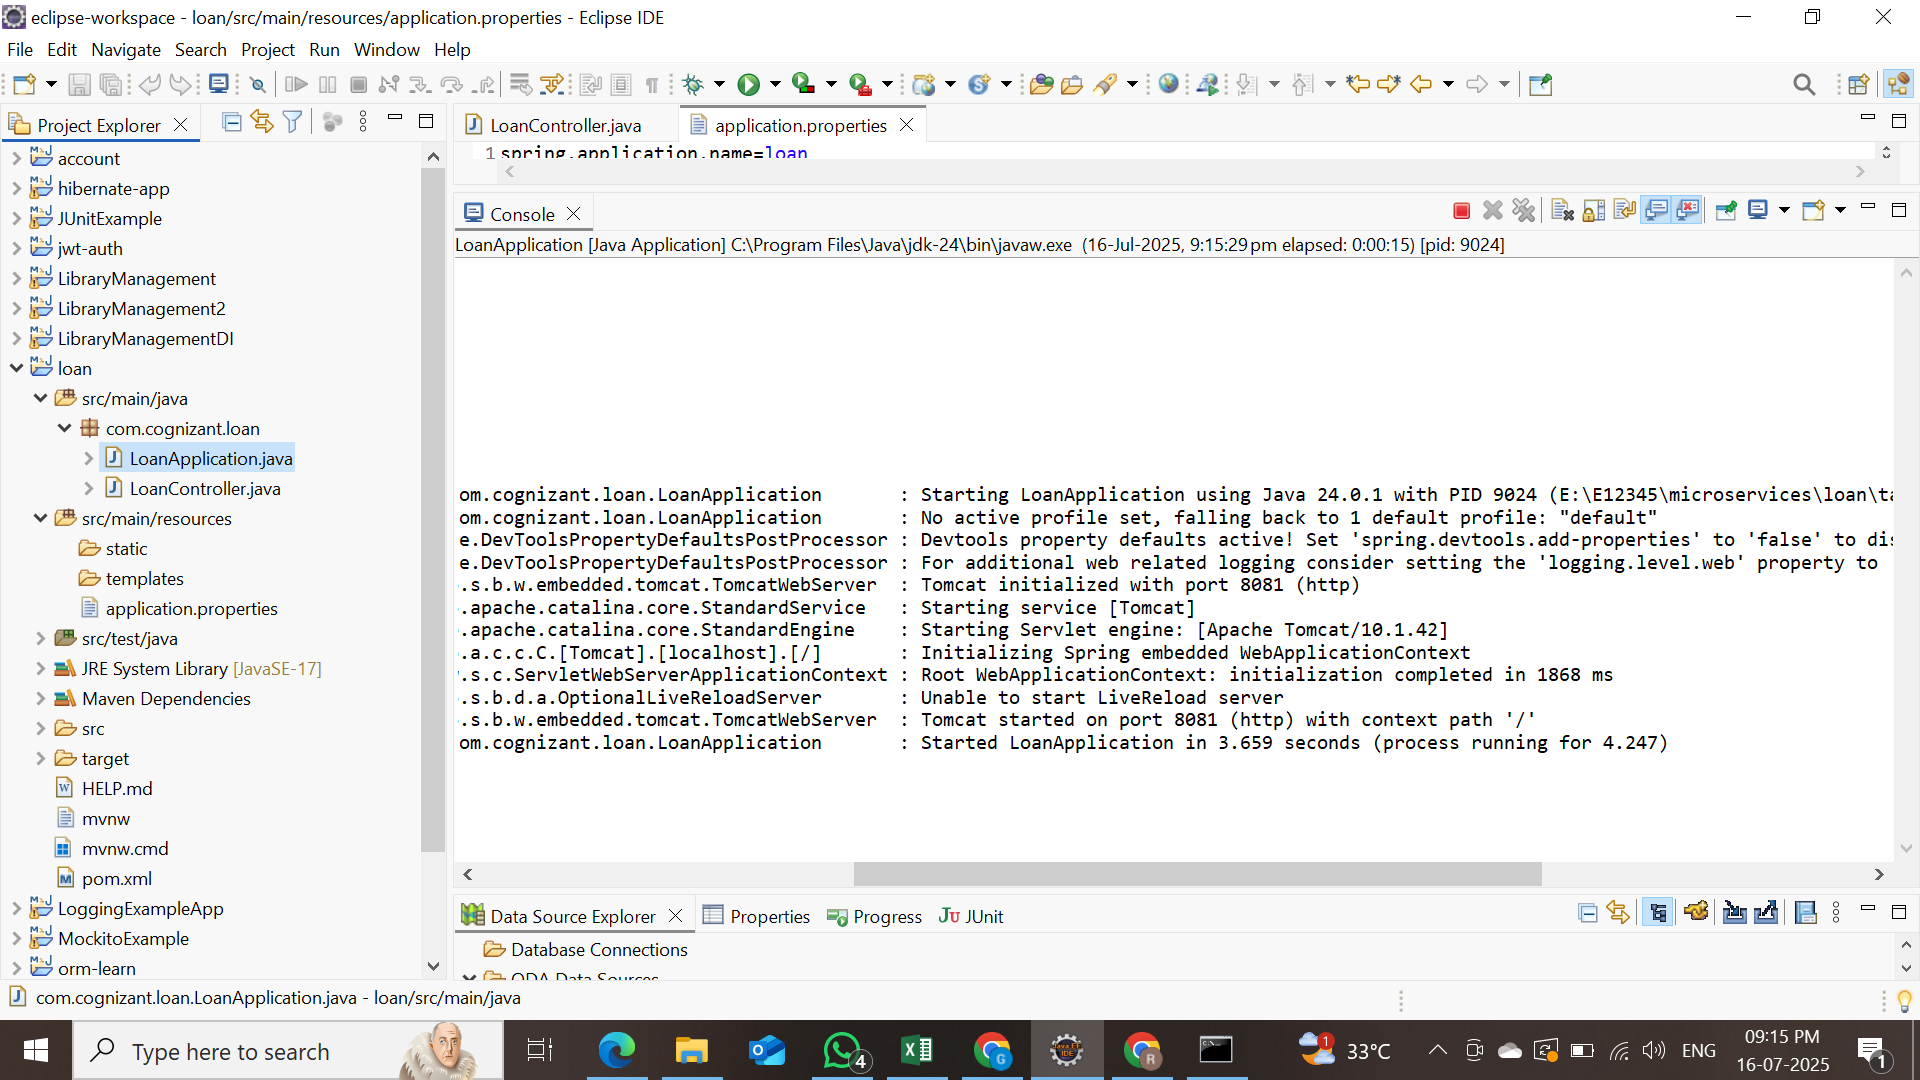 eclipse-workspace - loan/src/main/resources/application.properties - Eclipse IDE
File Edit Navigate Search Project Run Window Help
Project Explorer
account
hibernate-app
JUnitExample
jwt-auth
LibraryManagement
LibraryManagement2
LibraryManagementDI
loan
src/main/java
com.cognizant.loan
LoanApplication.java
LoanController.java
src/main/resources
static
templates
application.properties
src/test/java
JRE System Library [JavaSE-17]
Maven Dependencies
src
target
HELP.md
mvnw
mvnw.cmd
pom.xml
LoggingExampleApp
MockitoExample
orm-learn
LoanController.java application.properties
1 spring.application.name=loan
Console
LoanApplication [Java Application] C:\Program Files\Java\jdk-24\bin\javaw.exe (16-Jul-2025, 9:15:29 pm elapsed: 0:00:15) [pid: 9024]
om.cognizant.loan.LoanApplication : Starting LoanApplication using Java 24.0.1 with PID 9024 (E:\E12345\microservices\loan\ta
om.cognizant.loan.LoanApplication : No active profile set, falling back to 1 default profile: "default"
e.DevToolsPropertyDefaultsPostProcessor : Devtools property defaults active! Set 'spring.devtools.add-properties' to 'false' to dis
e.DevToolsPropertyDefaultsPostProcessor : For additional web related logging consider setting the 'logging.level.web' property to
.s.b.w.embedded.tomcat.TomcatWebServer : Tomcat initialized with port 8081 (http)
.apache.catalina.core.StandardService : Starting service [Tomcat]
.apache.catalina.core.StandardEngine : Starting Servlet engine: [Apache Tomcat/10.1.42]
.a.c.c.C.[Tomcat].[localhost].[/] : Initializing Spring embedded WebApplicationContext
.s.c.ServletWebServerApplicationContext : Root WebApplicationContext: initialization completed in 1868 ms
.s.b.d.a.OptionalLiveReloadServer : Unable to start LiveReload server
.s.b.w.embedded.tomcat.TomcatWebServer : Tomcat started on port 8081 (http) with context path '/'
om.cognizant.loan.LoanApplication : Started LoanApplication in 3.659 seconds (process running for 4.247)
Data Source Explorer Properties Progress JUnit
Database Connections
ODA Data Sources
com.cognizant.loan.LoanApplication.java - loan/src/main/java
Type here to search
4
1
33°C
ENG
09:15 PM
16-07-2025
1